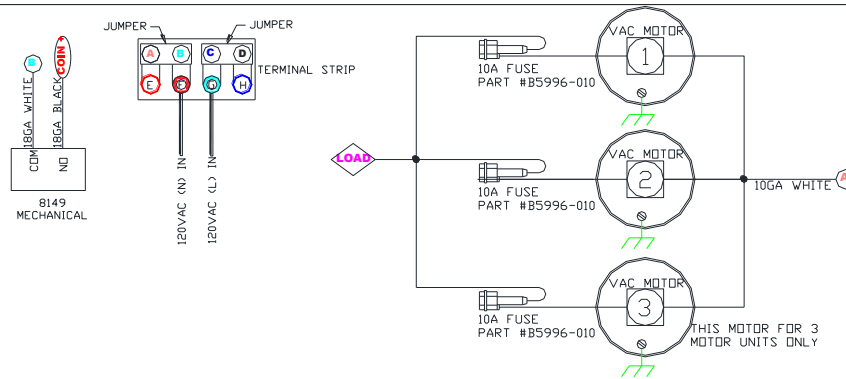 JUMPER
JUMPER
A B C D
E F G H
TERMINAL STRIP
120VAC (N) IN
120VAC (L) IN
B
COIN +
18GA WHITE
18GA BLACK
COM
NO
8149
MECHANICAL
LOAD
10A FUSE
PART #B5996-010
VAC MOTOR
1
10A FUSE
PART #B5996-010
VAC MOTOR
2
10GA WHITE
A
10A FUSE
PART #B5996-010
VAC MOTOR
3
THIS MOTOR FOR 3
MOTOR UNITS ONLY